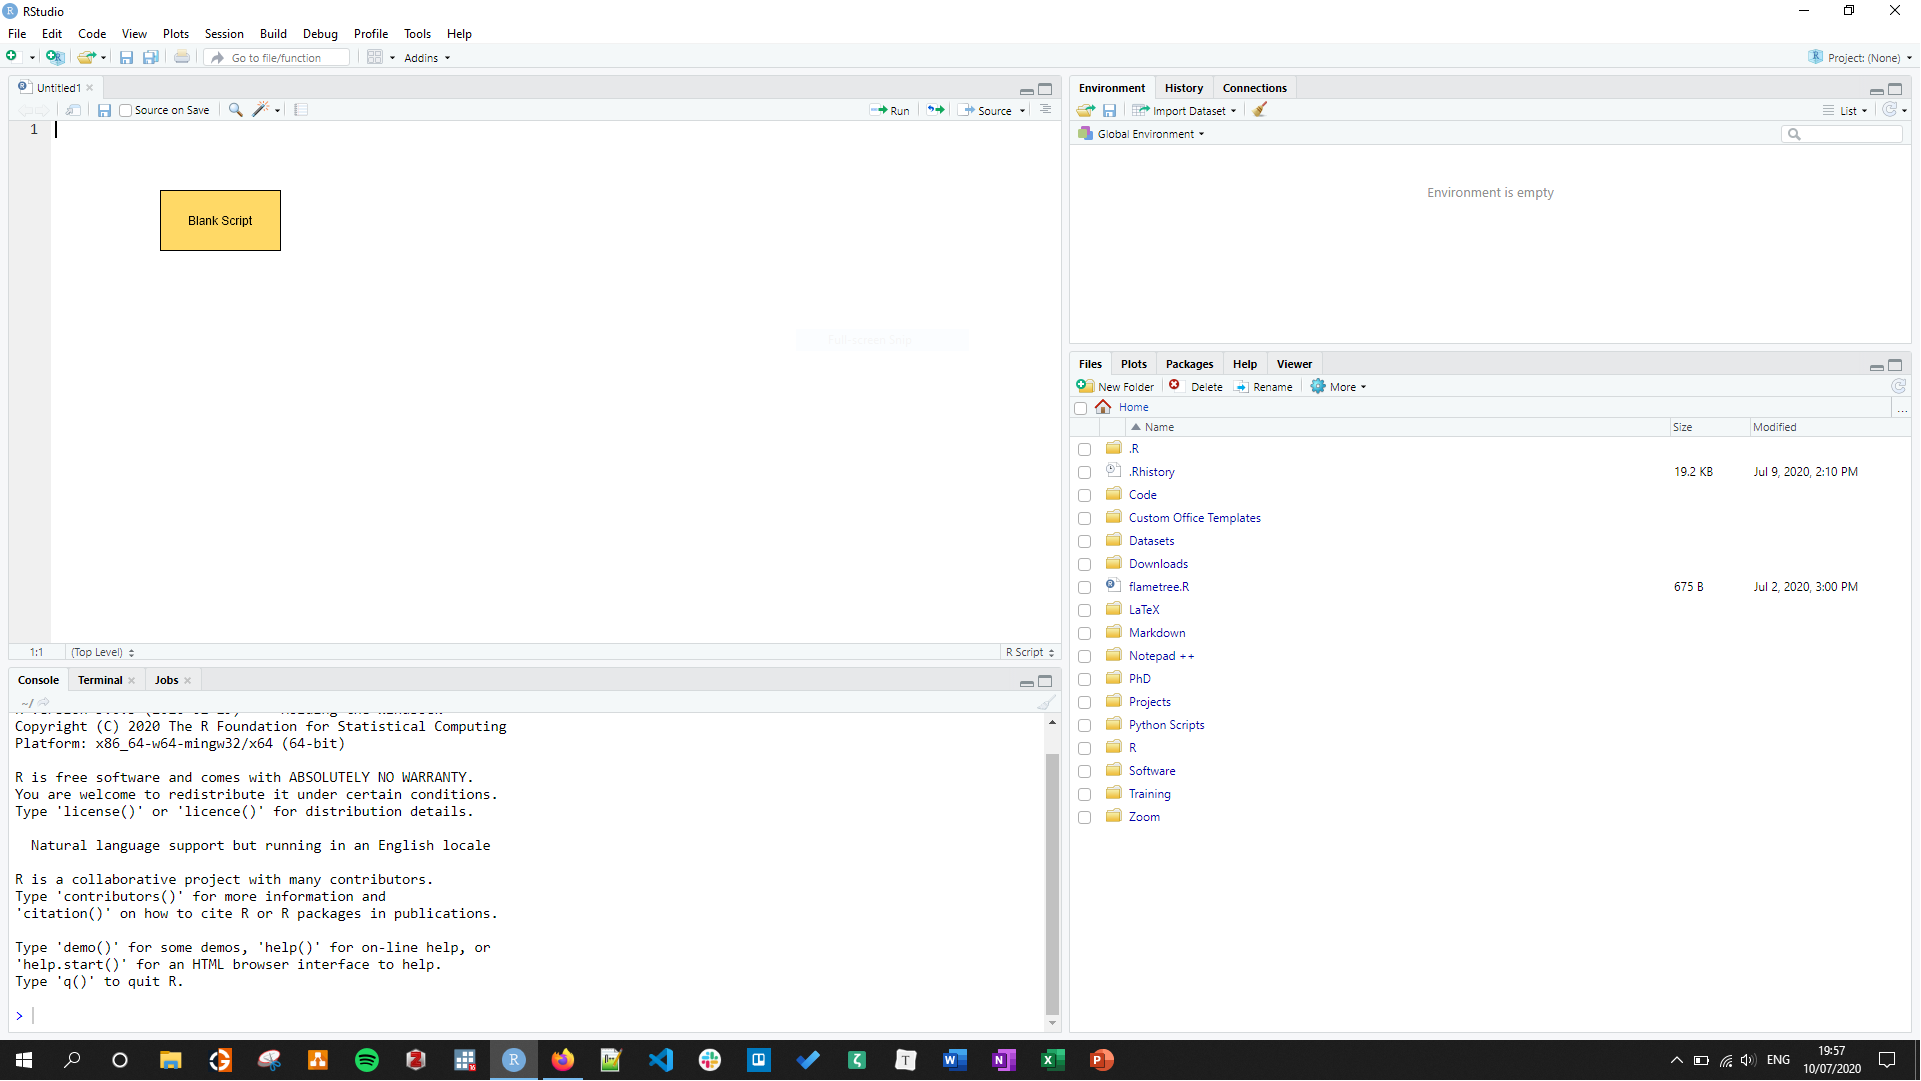 RStudio
File Edit Code View Plots Session Build Debug Profile Tools Help
Go to file/function Addins Project: (None)
Untitled1
Source on Save Run Source
1
Blank Script
1:1 (Top Level) R Script
Console Terminal Jobs
~/
Copyright (C) 2020 The R Foundation for Statistical Computing
Platform: x86_64-w64-mingw32/x64 (64-bit)
R is free software and comes with ABSOLUTELY NO WARRANTY.
You are welcome to redistribute it under certain conditions.
Type 'license()' or 'licence()' for distribution details.
Natural language support but running in an English locale
R is a collaborative project with many contributors.
Type 'contributors()' for more information and
'citation()' on how to cite R or R packages in publications.
Type 'demo()' for some demos, 'help()' for on-line help, or
'help.start()' for an HTML browser interface to help.
Type 'q()' to quit R.
>
Environment History Connections
Import Dataset List
Global Environment
Environment is empty
Files Plots Packages Help Viewer
New Folder Delete Rename More
Home ...
Name Size Modified
.R
.Rhistory 19.2 KB Jul 9, 2020, 2:10 PM
Code
Custom Office Templates
Datasets
Downloads
flametree.R 675 B Jul 2, 2020, 3:00 PM
LaTeX
Markdown
Notepad ++
PhD
Projects
Python Scripts
R
Software
Training
Zoom
ENG 19:57
10/07/2020